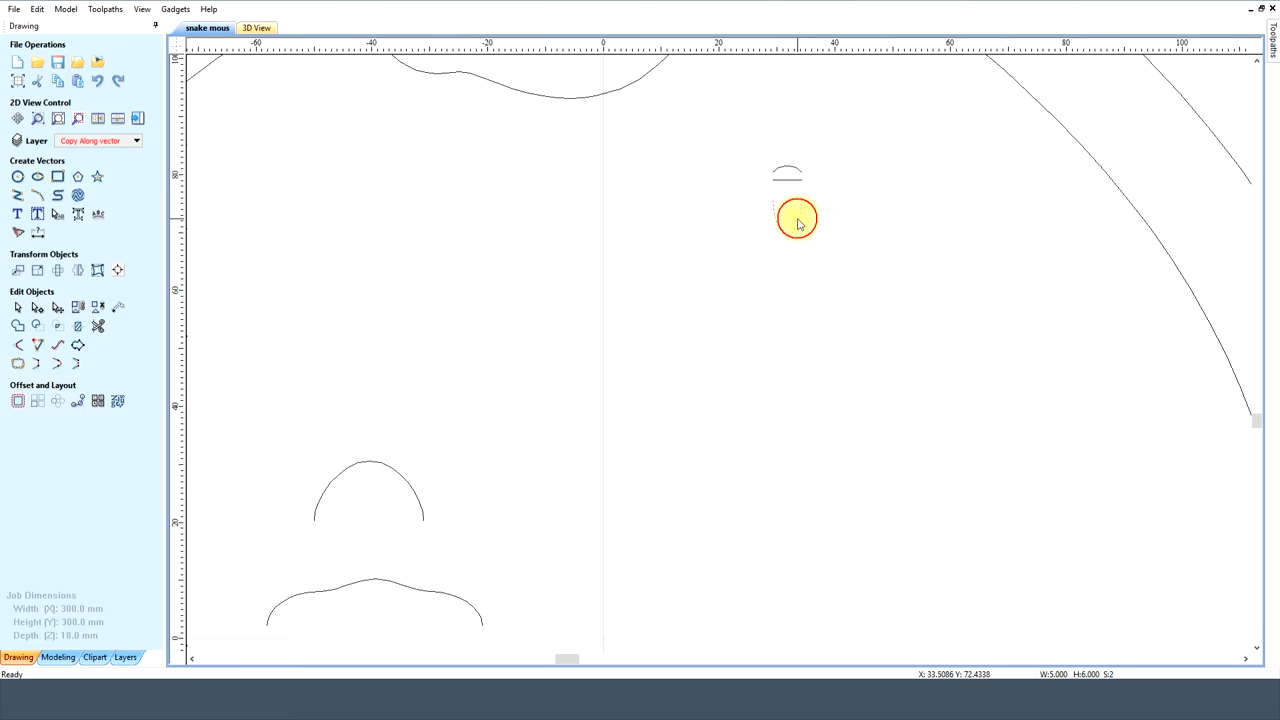 File Edit Model Toolpaths View Gadgets Help
Drawing
snake mous 3D View
Toolpaths
File Operations
2D View Control
Layer Copy Along vector
Create Vectors
Transform Objects
Edit Objects
Offset and Layout
-60 -40 -20 0 20 40 60 80 100
100
80
60
40
20
0
Job Dimensions
Width (X): 300.0 mm
Height (Y): 300.0 mm
Depth (Z): 18.0 mm
Drawing Modeling Clipart Layers
Ready X: 33.5086 Y: 72.4338 W:5.000 H:6.000 S:2